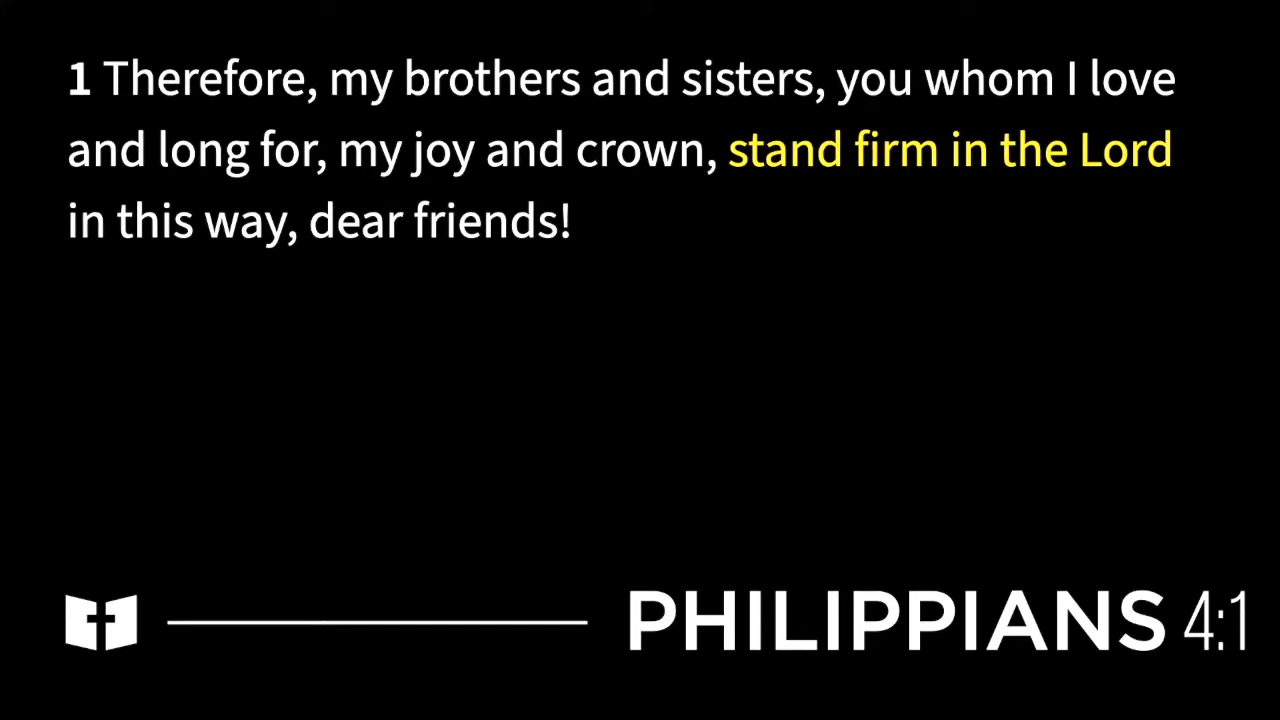 1 Therefore, my brothers and sisters, you whom I love
and long for, my joy and crown, stand firm in the Lord
in this way, dear friends!
PHILIPPIANS 4:1